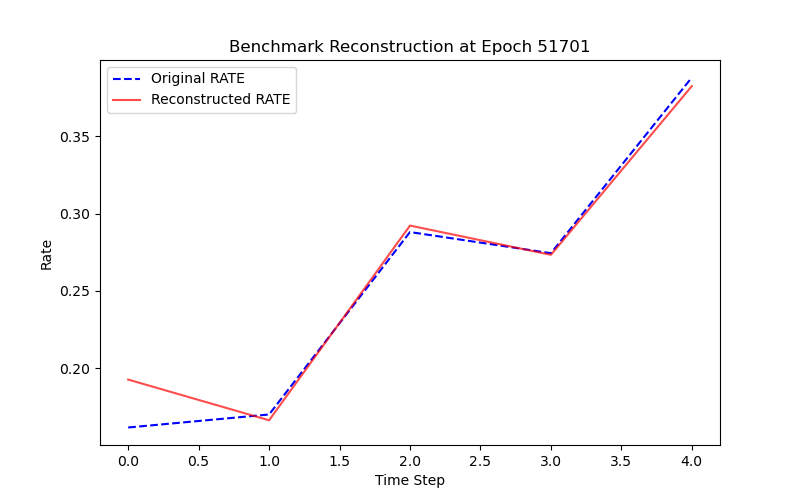 Benchmark Reconstruction at Epoch 51701
Original RATE
Reconstructed RATE
0.35
0.30
0.25
0.20
Rate
0.0 0.5 1.0 1.5 2.0 2.5 3.0 3.5 4.0
Time Step